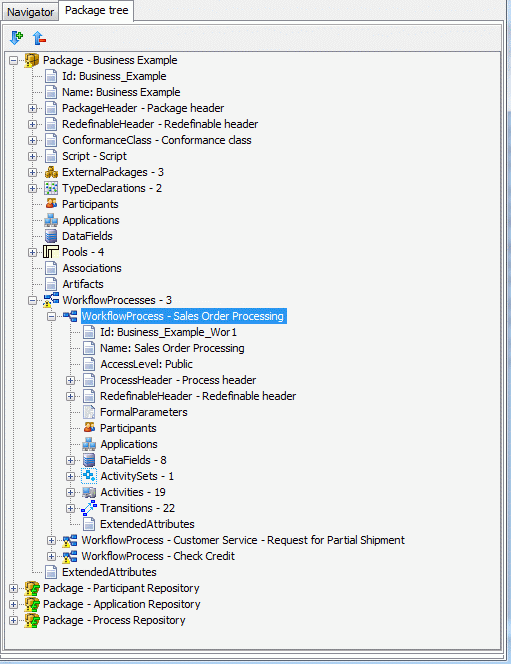 Navigator Package tree
Package - Business Example
Id: Business_Example
Name: Business Example
PackageHeader - Package header
RedefinableHeader - Redefinable header
ConformanceClass - Conformance class
Script - Script
ExternalPackages - 3
TypeDeclarations - 2
Participants
Applications
DataFields
Pools - 4
Associations
Artifacts
WorkflowProcesses - 3
WorkflowProcess - Sales Order Processing
Id: Business_Example_Wor1
Name: Sales Order Processing
AccessLevel: Public
ProcessHeader - Process header
RedefinableHeader - Redefinable header
FormalParameters
Participants
Applications
DataFields - 8
ActivitySets - 1
Activities - 19
Transitions - 22
ExtendedAttributes
WorkflowProcess - Customer Service - Request for Partial Shipment
WorkflowProcess - Check Credit
ExtendedAttributes
Package - Participant Repository
Package - Application Repository
Package - Process Repository